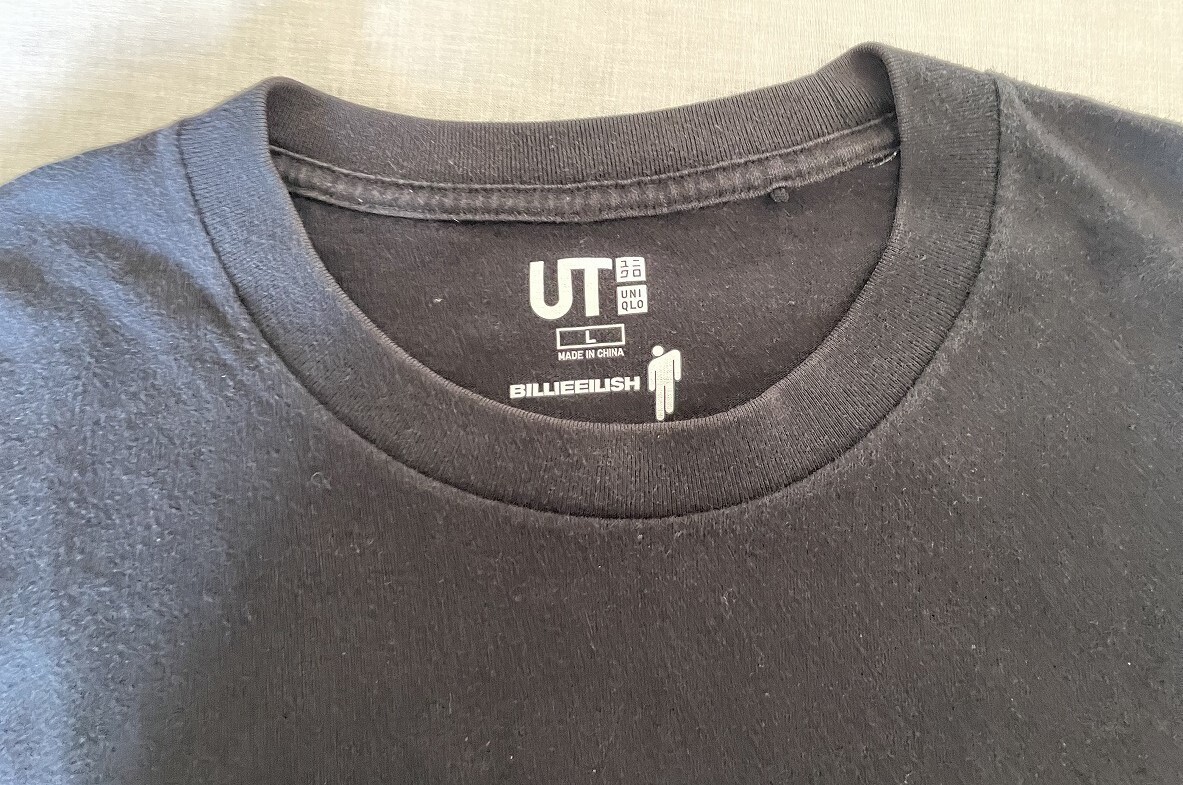 UT
ユニ
クロ
UNI
QLO
L
MADE IN CHINA
BILLIEEILISH